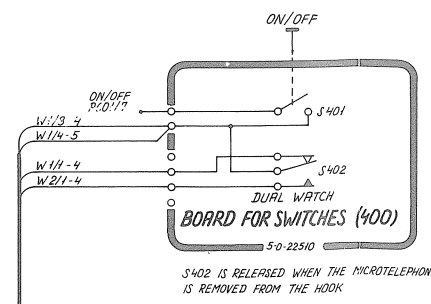 ON/OFF
ON/OFF
S401
W1/3-4
W1/4-5
W1/1-4
S402
W2/1-4
DUAL WATCH
BOARD FOR SWITCHES (400)
5-0-22510
S402 IS RELEASED WHEN THE MICROTELEPHON
IS REMOVED FROM THE HOOK